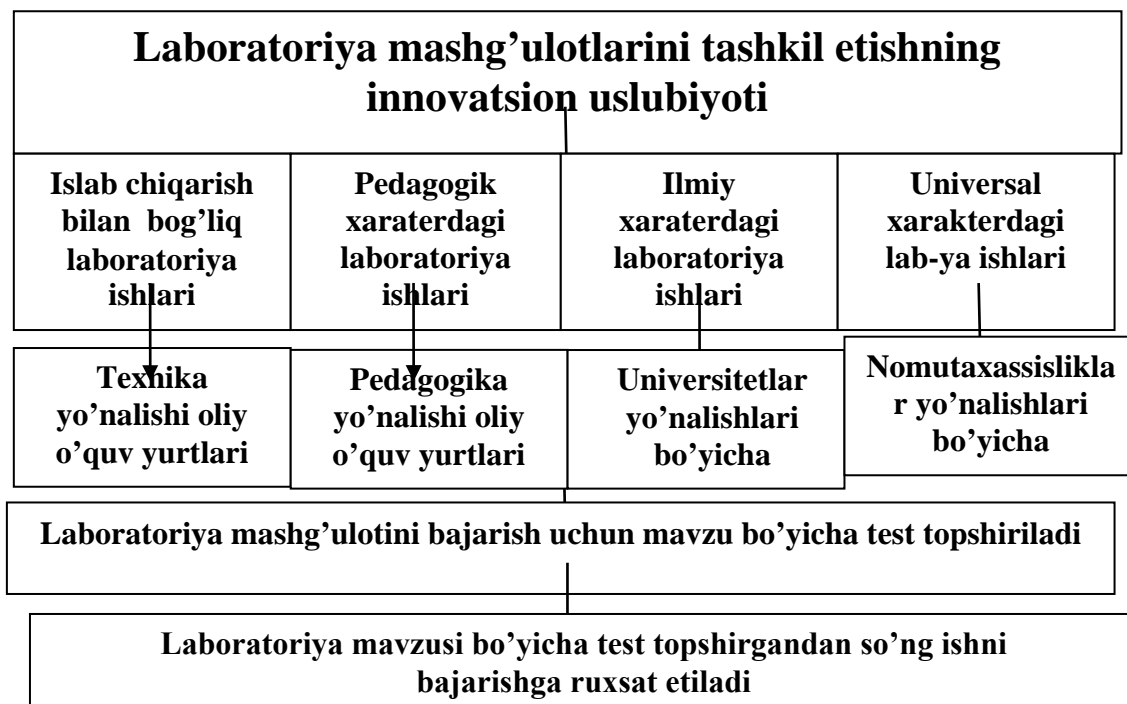 Laboratoriya mashg’ulotlarini tashkil etishning
innovatsion uslubiyoti
Islab chiqarish
bilan bog’liq
laboratoriya
ishlari
Pedagogik
xaraterdagi
laboratoriya
ishlari
Ilmiy
xaraterdagi
laboratoriya
ishlari
Universal
xarakterdagi
lab-ya ishlari
Texnika
yo’nalishi oliy
o’quv yurtlari
Pedagogika
yo’nalishi oliy
o’quv yurtlari
Universitetlar
yo’nalishlari
bo’yicha
Nomutaxassislikla
r yo’nalishlari
bo’yicha
Laboratoriya mashg’ulotini bajarish uchun mavzu bo’yicha test topshiriladi
Laboratoriya mavzusi bo’yicha test topshirgandan so’ng ishni
bajarishga ruxsat etiladi